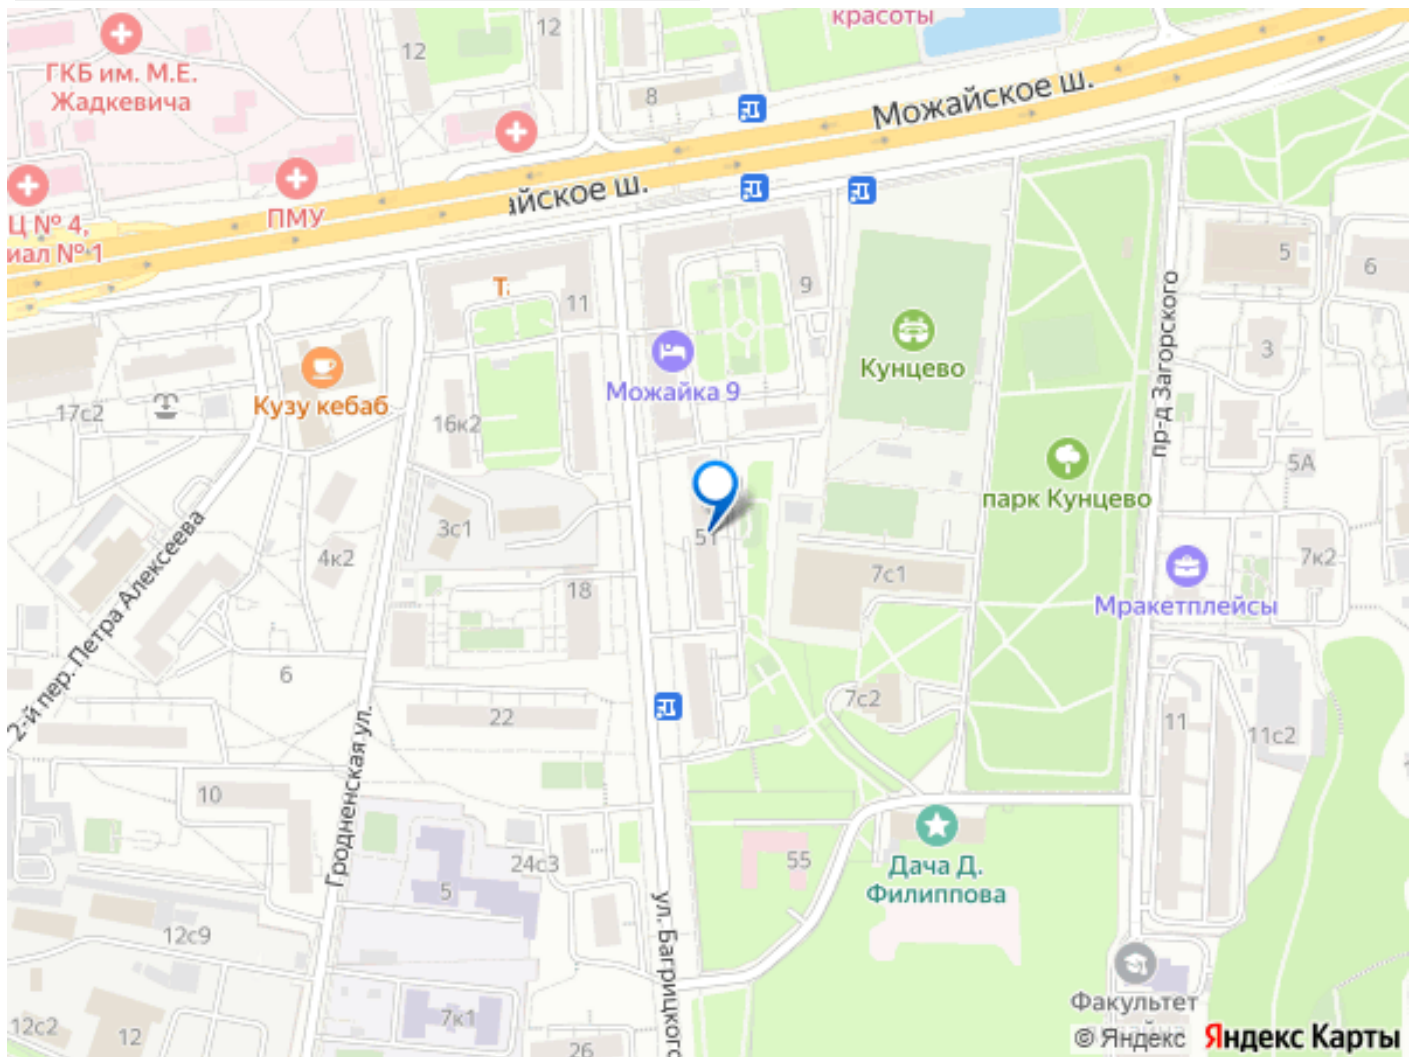 красоты
12
12
ГКБ им. М.Е.
Жадкевича
8
Можайское ш.
айское ш.
ПМУ
Ц № 4,
иал № 1
5
6
11
9
3
Кунцево
пр-д Загорского
Можайка 9
Кузу кебаб
17с2
16к2
5А
парк Кунцево
3с1
51
4к2
7к2
7с1
18
Мракетплейсы
2-й пер. Петра Алексеева
6
7с2
22
11
11с2
Гродненская ул.
10
Дача Д.
Филиппова
55
24с3
5
ул. Багрицкого
12с9
Факультет
12с2
12
7к1
26
© Яндекс Яндекс Карты